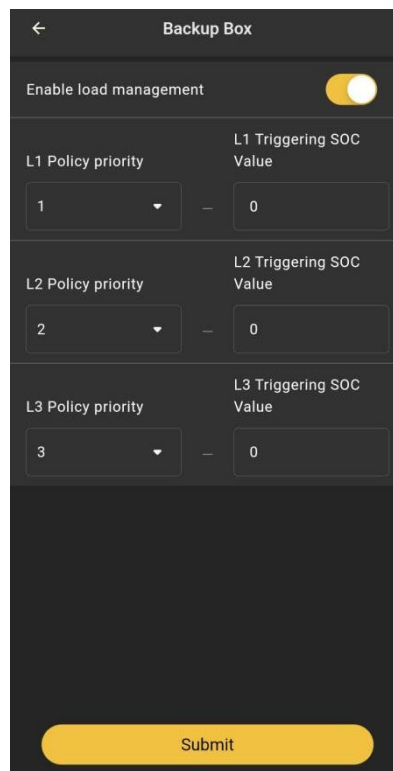 Backup Box
Enable load management
L1 Policy priority
L1 Triggering SOC
Value
1
–
0
L2 Policy priority
L2 Triggering SOC
Value
2
–
0
L3 Policy priority
L3 Triggering SOC
Value
3
–
0
Submit